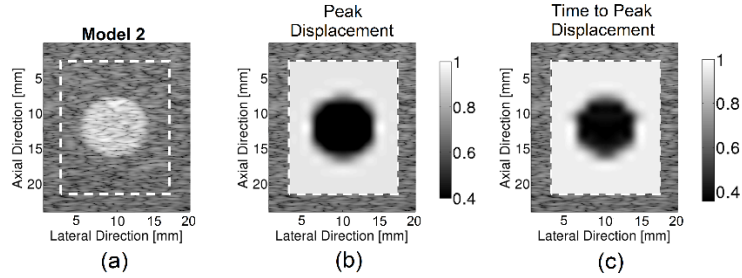 Model 2
Axial Direction [mm]
5
10
15
20
5 10 15 20
Lateral Direction [mm]
(a)
Peak
Displacement
Axial Direction [mm]
5
10
15
20
5 10 15 20
Lateral Direction [mm]
1
0.8
0.6
0.4
(b)
Time to Peak
Displacement
Axial Direction [mm]
5
10
15
20
5 10 15 20
Lateral Direction [mm]
1
0.8
0.6
0.4
(c)